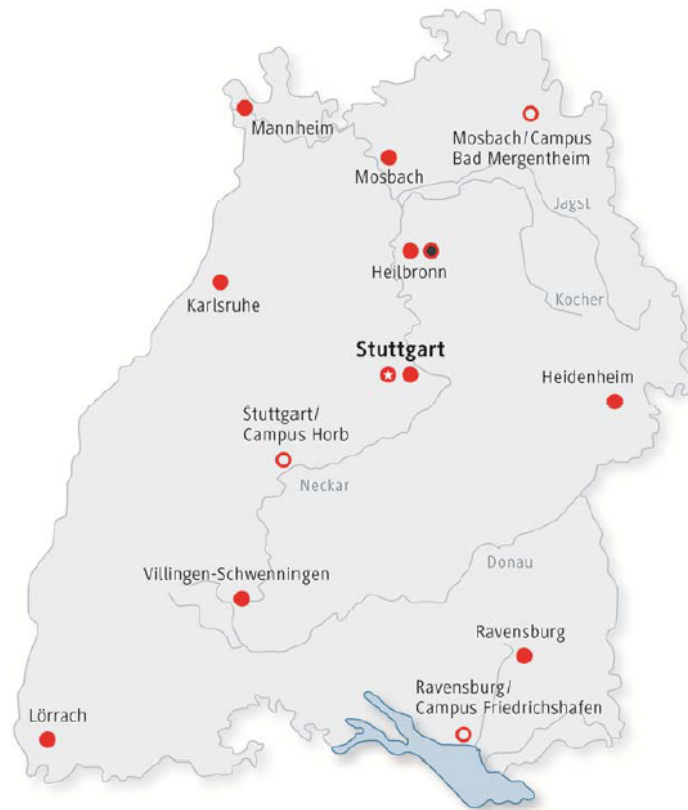 Mannheim
Mosbach/Campus
Bad Mergentheim
Mosbach
Jagst
Heilbronn
Kocher
Karlsruhe
Stuttgart
Heidenheim
Stuttgart/
Campus Horb
Neckar
Donau
Villingen-Schwenningen
Ravensburg
Ravensburg/
Campus Friedrichshafen
Lörrach